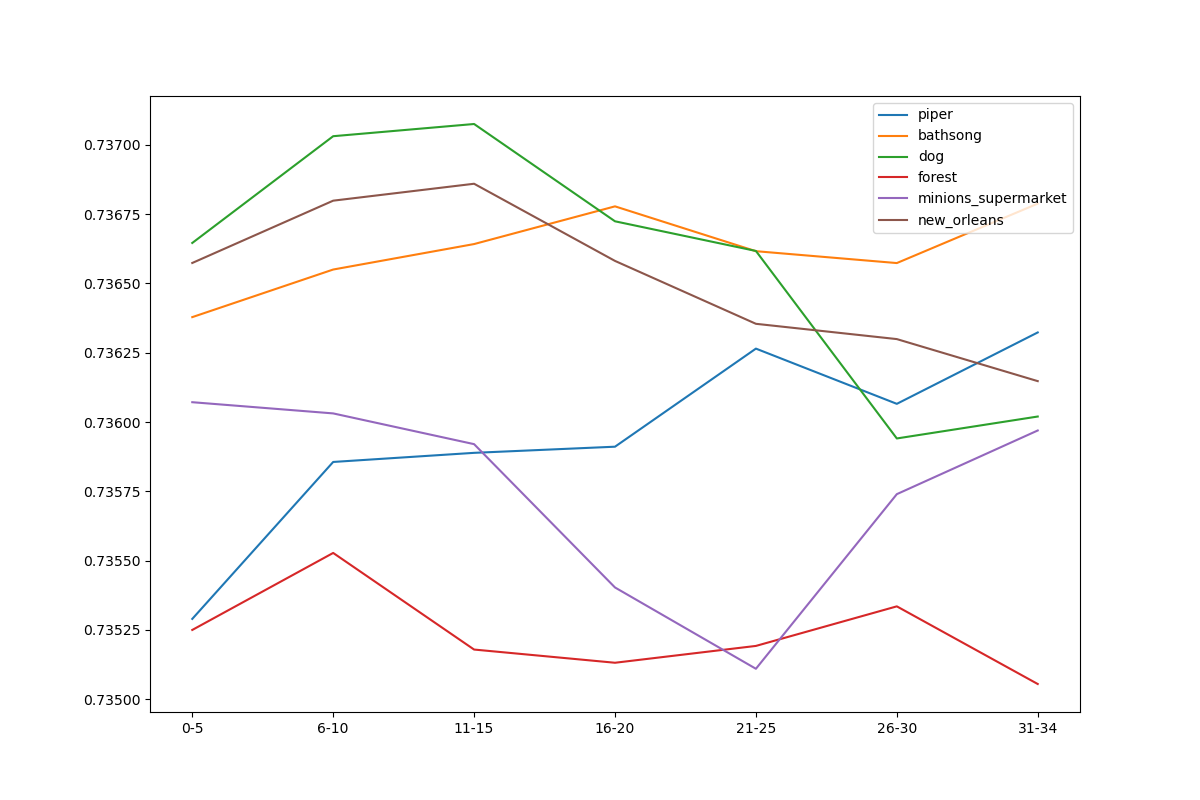 piper
bathsong
dog
forest
minions_supermarket
new_orleans
0.73700
0.73675
0.73650
0.73625
0.73600
0.73575
0.73550
0.73525
0.73500
0-5 6-10 11-15 16-20 21-25 26-30 31-34